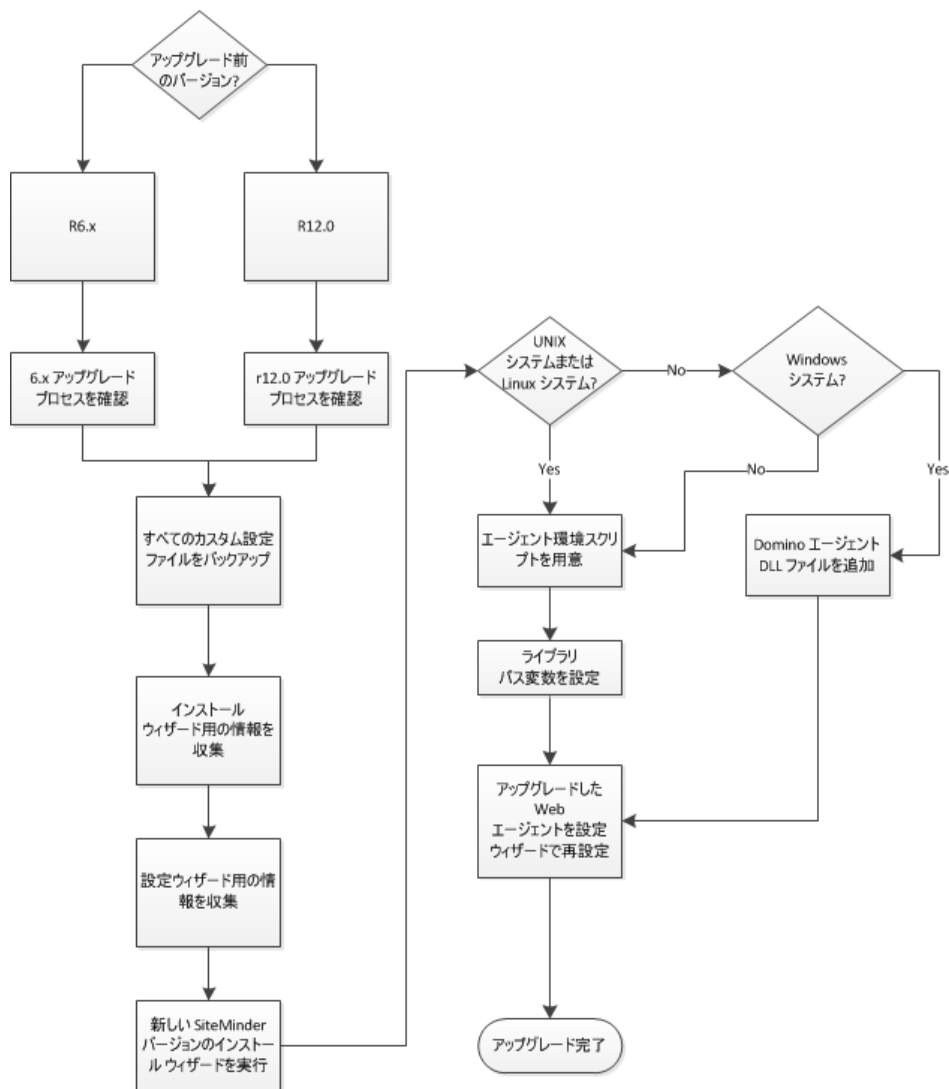 アップグレード前
のバージョン?
R6.x
R12.0
6.x アップグレード
プロセスを確認
r12.0 アップグレード
プロセスを確認
すべてのカスタム設定
ファイルをバックアップ
インストール
ウィザード用の情報を
収集
設定ウィザード用の情
報を収集
新しい SiteMinder
バージョンのインストー
ル ウィザードを実行
UNIX
システムまたは
Linux システム?
No
Windows
システム?
Yes
No
Yes
エージェント環境スクリ
プトを用意
Domino エージェント
DLL ファイルを追加
ライブラリ
パス変数を設定
アップグレードした
Web
エージェントを設定
ウィザードで再設定
アップグレード完了